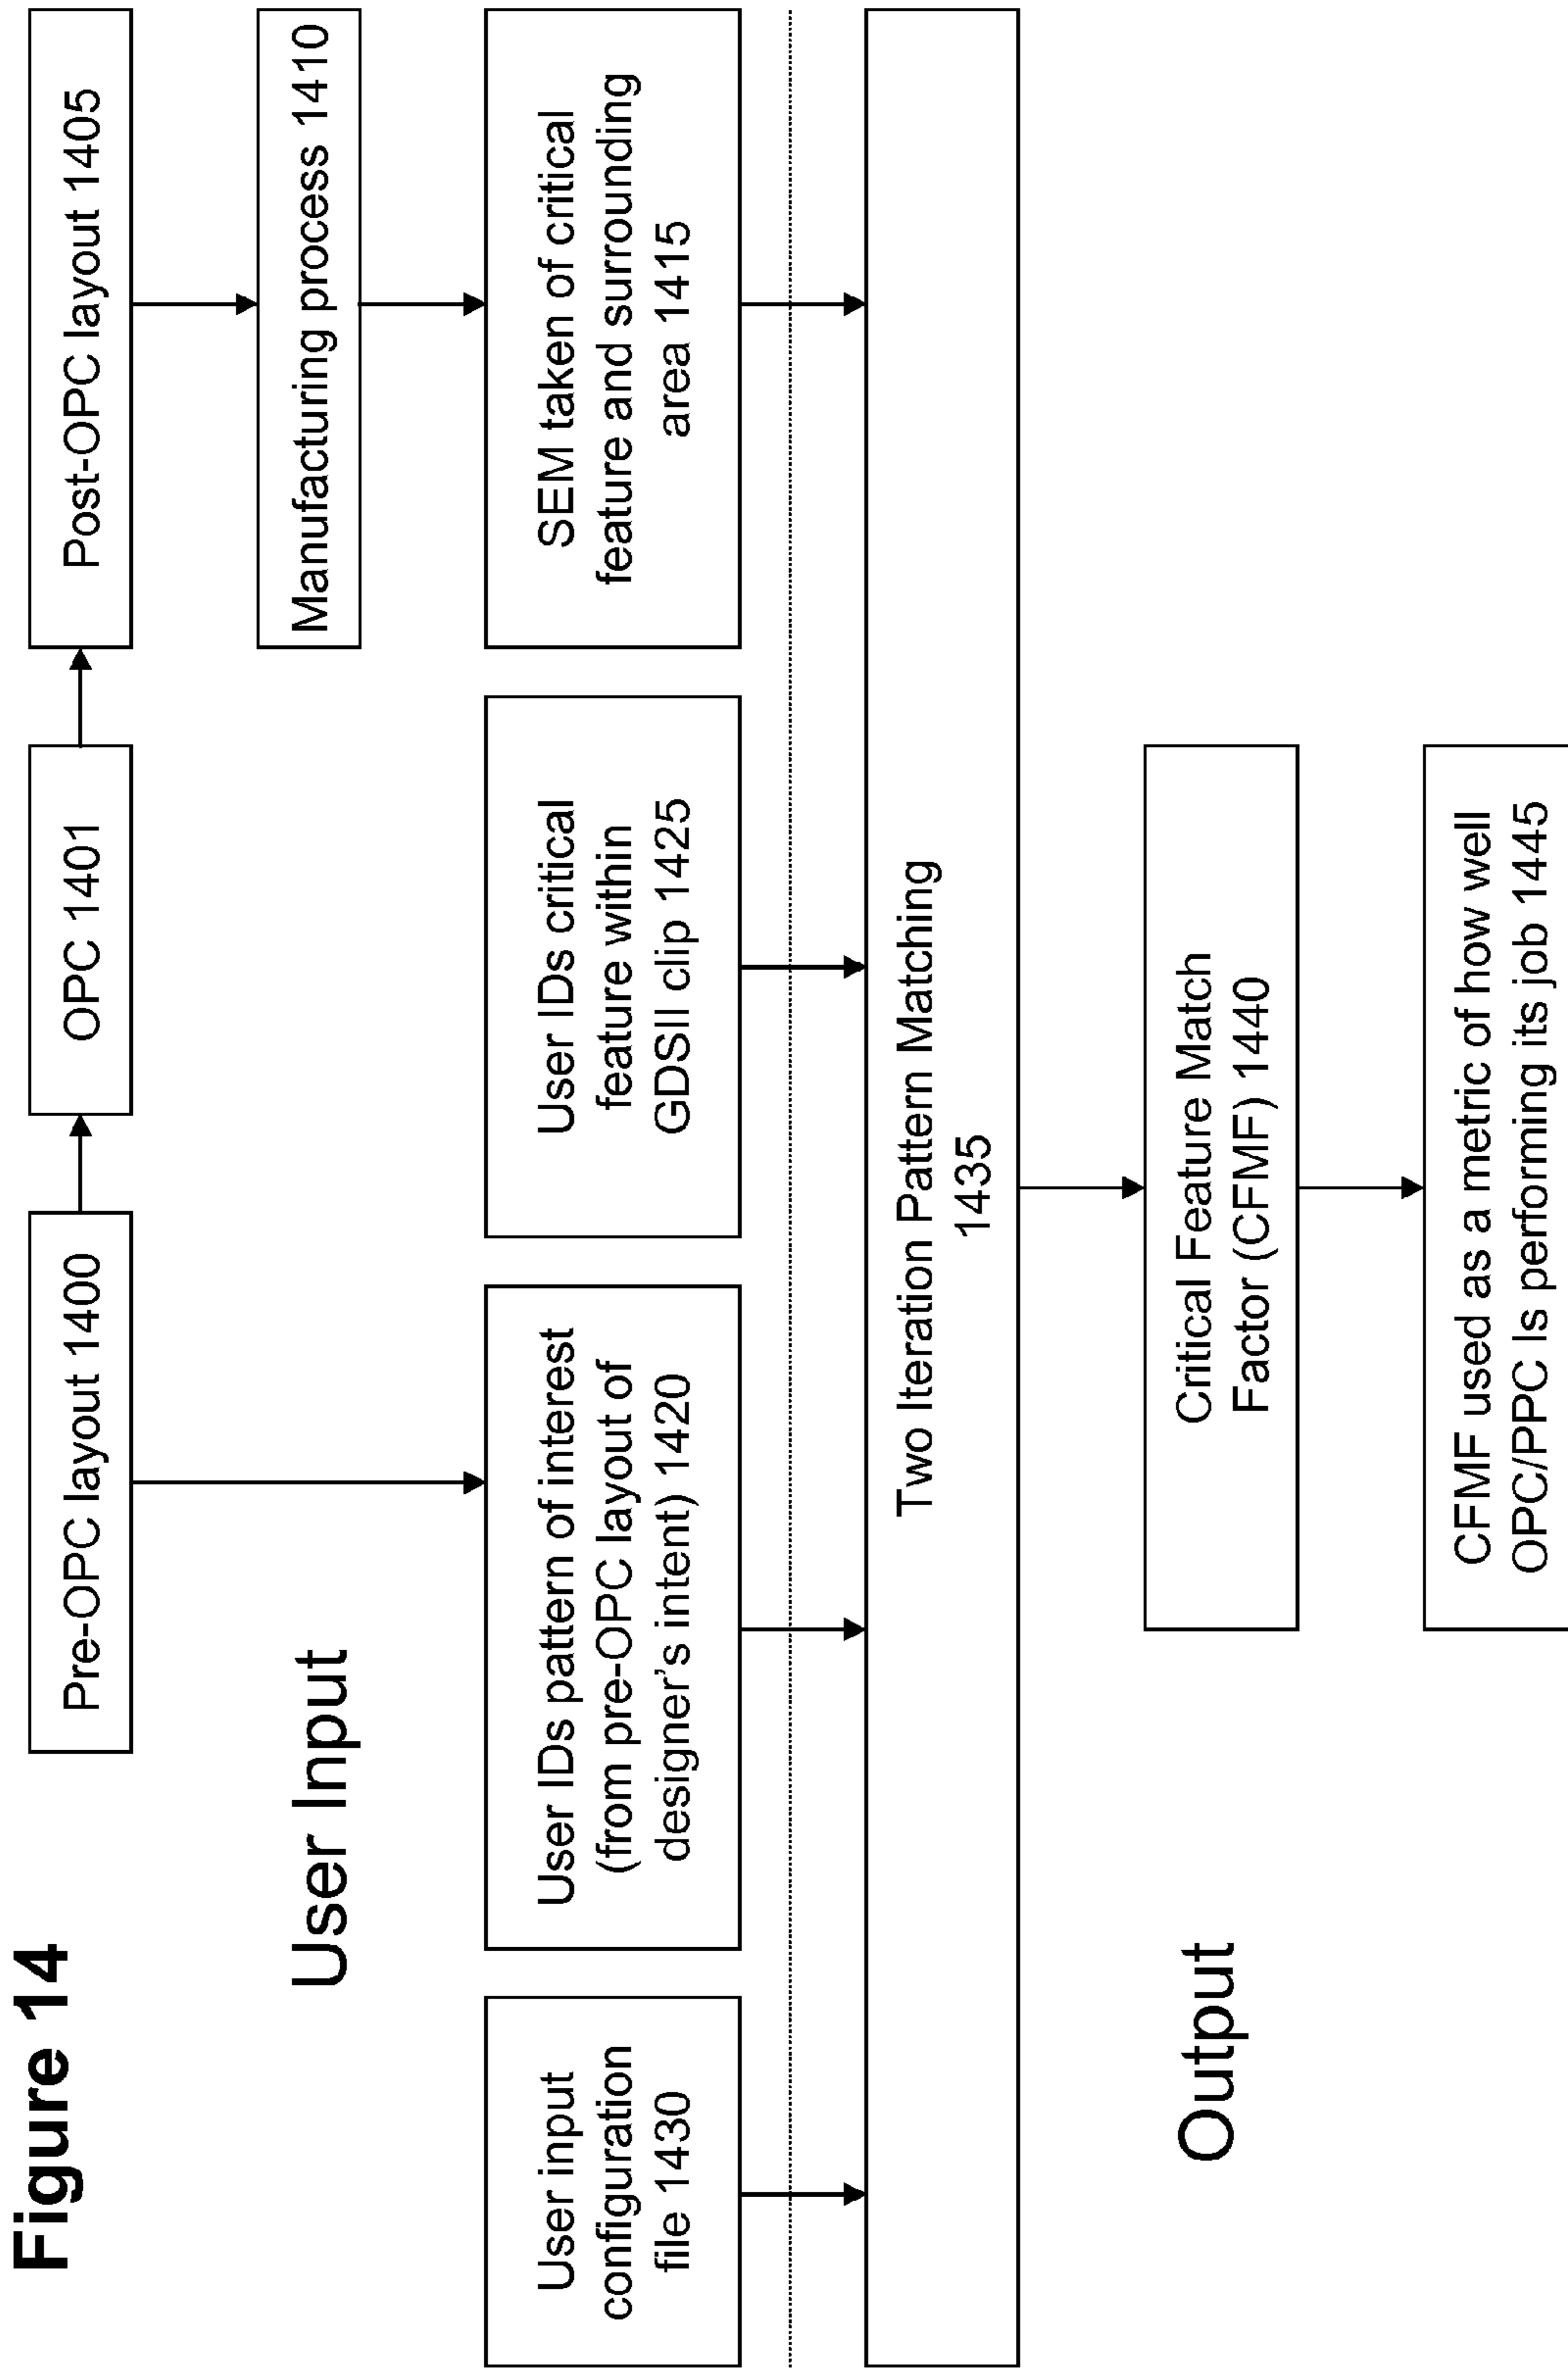 Figure 14
Pre-OPC layout 1400
OPC 1401
Post-OPC layout 1405
User Input
Manufacturing process 1410
User input
configuration
file 1430
User IDs pattern of interest
(from pre-OPC layout of
designer's intent) 1420
User IDs critical
feature within
GDSII clip 1425
SEM taken of critical
feature and surrounding
area 1415
Two Iteration Pattern Matching
1435
Output
Critical Feature Match
Factor (CFMF) 1440
CFMF used as a metric of how well
OPC/PPC Is performing its job 1445